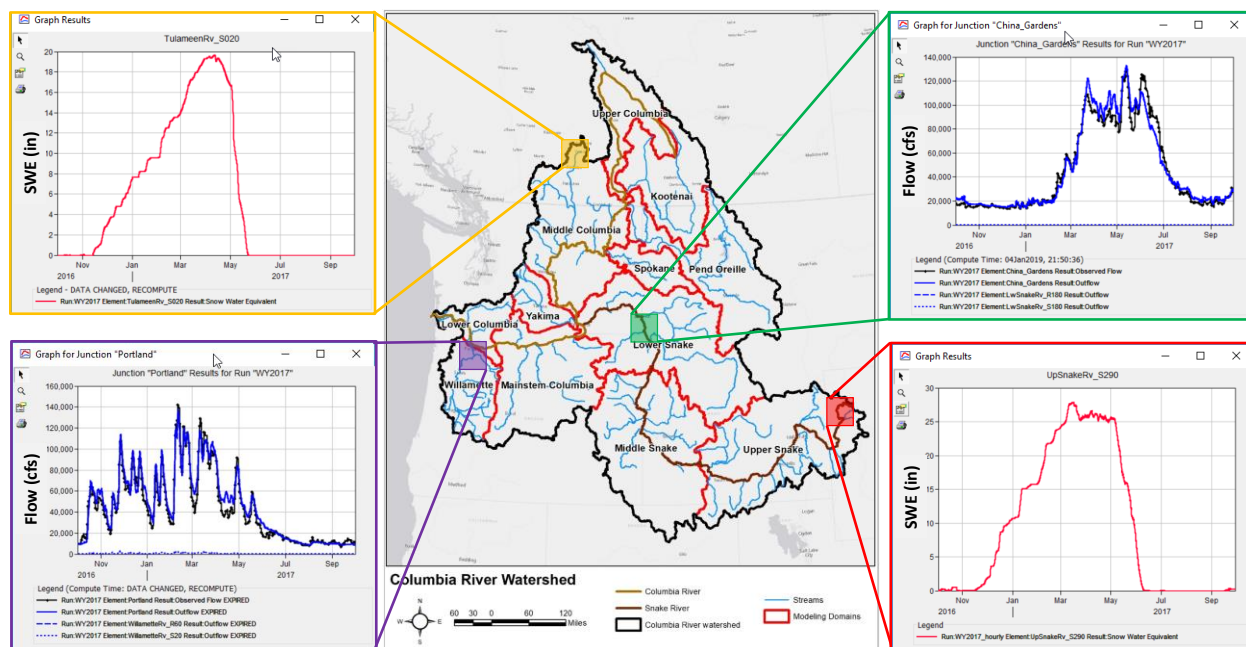 Graph Results
TulameenRv_S020
SWE (in)
20
18
16
14
12
10
8
6
4
2
0
Nov Jan Mar May Jul Sep
2016 2017
Legend - DATA CHANGED, RECOMPUTE
Run:WY2017 Element:TulameenRv_S020 Result:Snow Water Equivalent
Graph for Junction "China_Gardens"
Junction "China_Gardens" Results for Run "WY2017"
Flow (cfs)
140,000
120,000
100,000
80,000
60,000
40,000
20,000
0
Nov Jan Mar May Jul Sep
2016 2017
Legend (Compute Time: 04Jan2019, 21:50:36)
Run:WY2017 Element:China_Gardens Result:Observed Flow
Run:WY2017 Element:China_Gardens Result:Outflow
Run:WY2017 Element:LwSnakeRv_R180 Result:Outflow
Run:WY2017 Element:LwSnakeRv_S180 Result:Outflow
Upper Columbia
Kootenai
Middle Columbia
Spokane
Pend Oreille
Yakima
Lower Columbia
Lower Snake
Willamette
Mainstem Columbia
Middle Snake
Upper Snake
Graph for Junction "Portland"
Junction "Portland" Results for Run "WY2017"
Flow (cfs)
160,000
140,000
120,000
100,000
80,000
60,000
40,000
20,000
0
Nov Jan Mar May Jul Sep
2016 2017
Legend (Compute Time: DATA CHANGED, RECOMPUTE)
Run:WY2017 Element:Portland Result:Observed Flow EXPIRED
Run:WY2017 Element:Portland Result:Outflow EXPIRED
Run:WY2017 Element:WillametteRv_R60 Result:Outflow EXPIRED
Run:WY2017 Element:WillametteRv_S20 Result:Outflow EXPIRED
Columbia River Watershed
N
W E
S
60 30 0 60 120
Miles
Columbia River
Snake River
Columbia River watershed
Streams
Modeling Domains
Graph Results
UpSnakeRv_S290
SWE (in)
30
25
20
15
10
5
0
Nov Jan Mar May Jul Sep
2016 2017
Legend
Run:WY2017_hourly Element:UpSnakeRv_S290 Result:Snow Water Equivalent